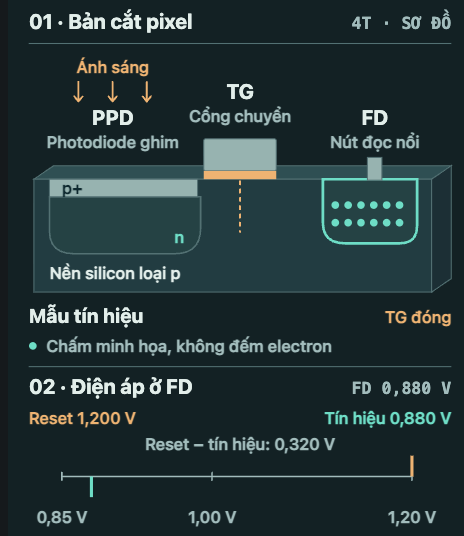 01 · Bản cắt pixel
4T · SƠ ĐỒ
Ánh sáng
PPD
Photodiode ghim
TG
Cổng chuyển
FD
Nút đọc nổi
p+
n
Nền silicon loại p
Mẫu tín hiệu
TG đóng
Chấm minh họa, không đếm electron
02 · Điện áp ở FD
FD 0,880 V
Reset 1,200 V
Tín hiệu 0,880 V
Reset – tín hiệu: 0,320 V
0,85 V
1,00 V
1,20 V